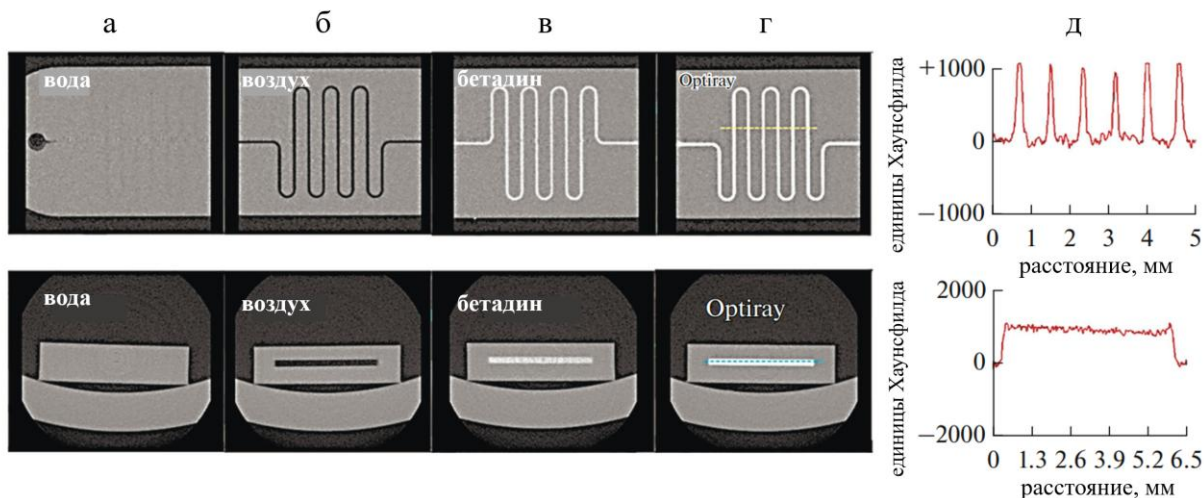 а б в г д
вода
воздух
бетадин
Optiray
единицы Хаунсфилда
+1000
0
−1000
0 1 2 3 4 5
расстояние, мм
вода
воздух
бетадин
Optiray
единицы Хаунсфилда
2000
0
−2000
0 1.3 2.6 3.9 5.2 6.5
расстояние, мм